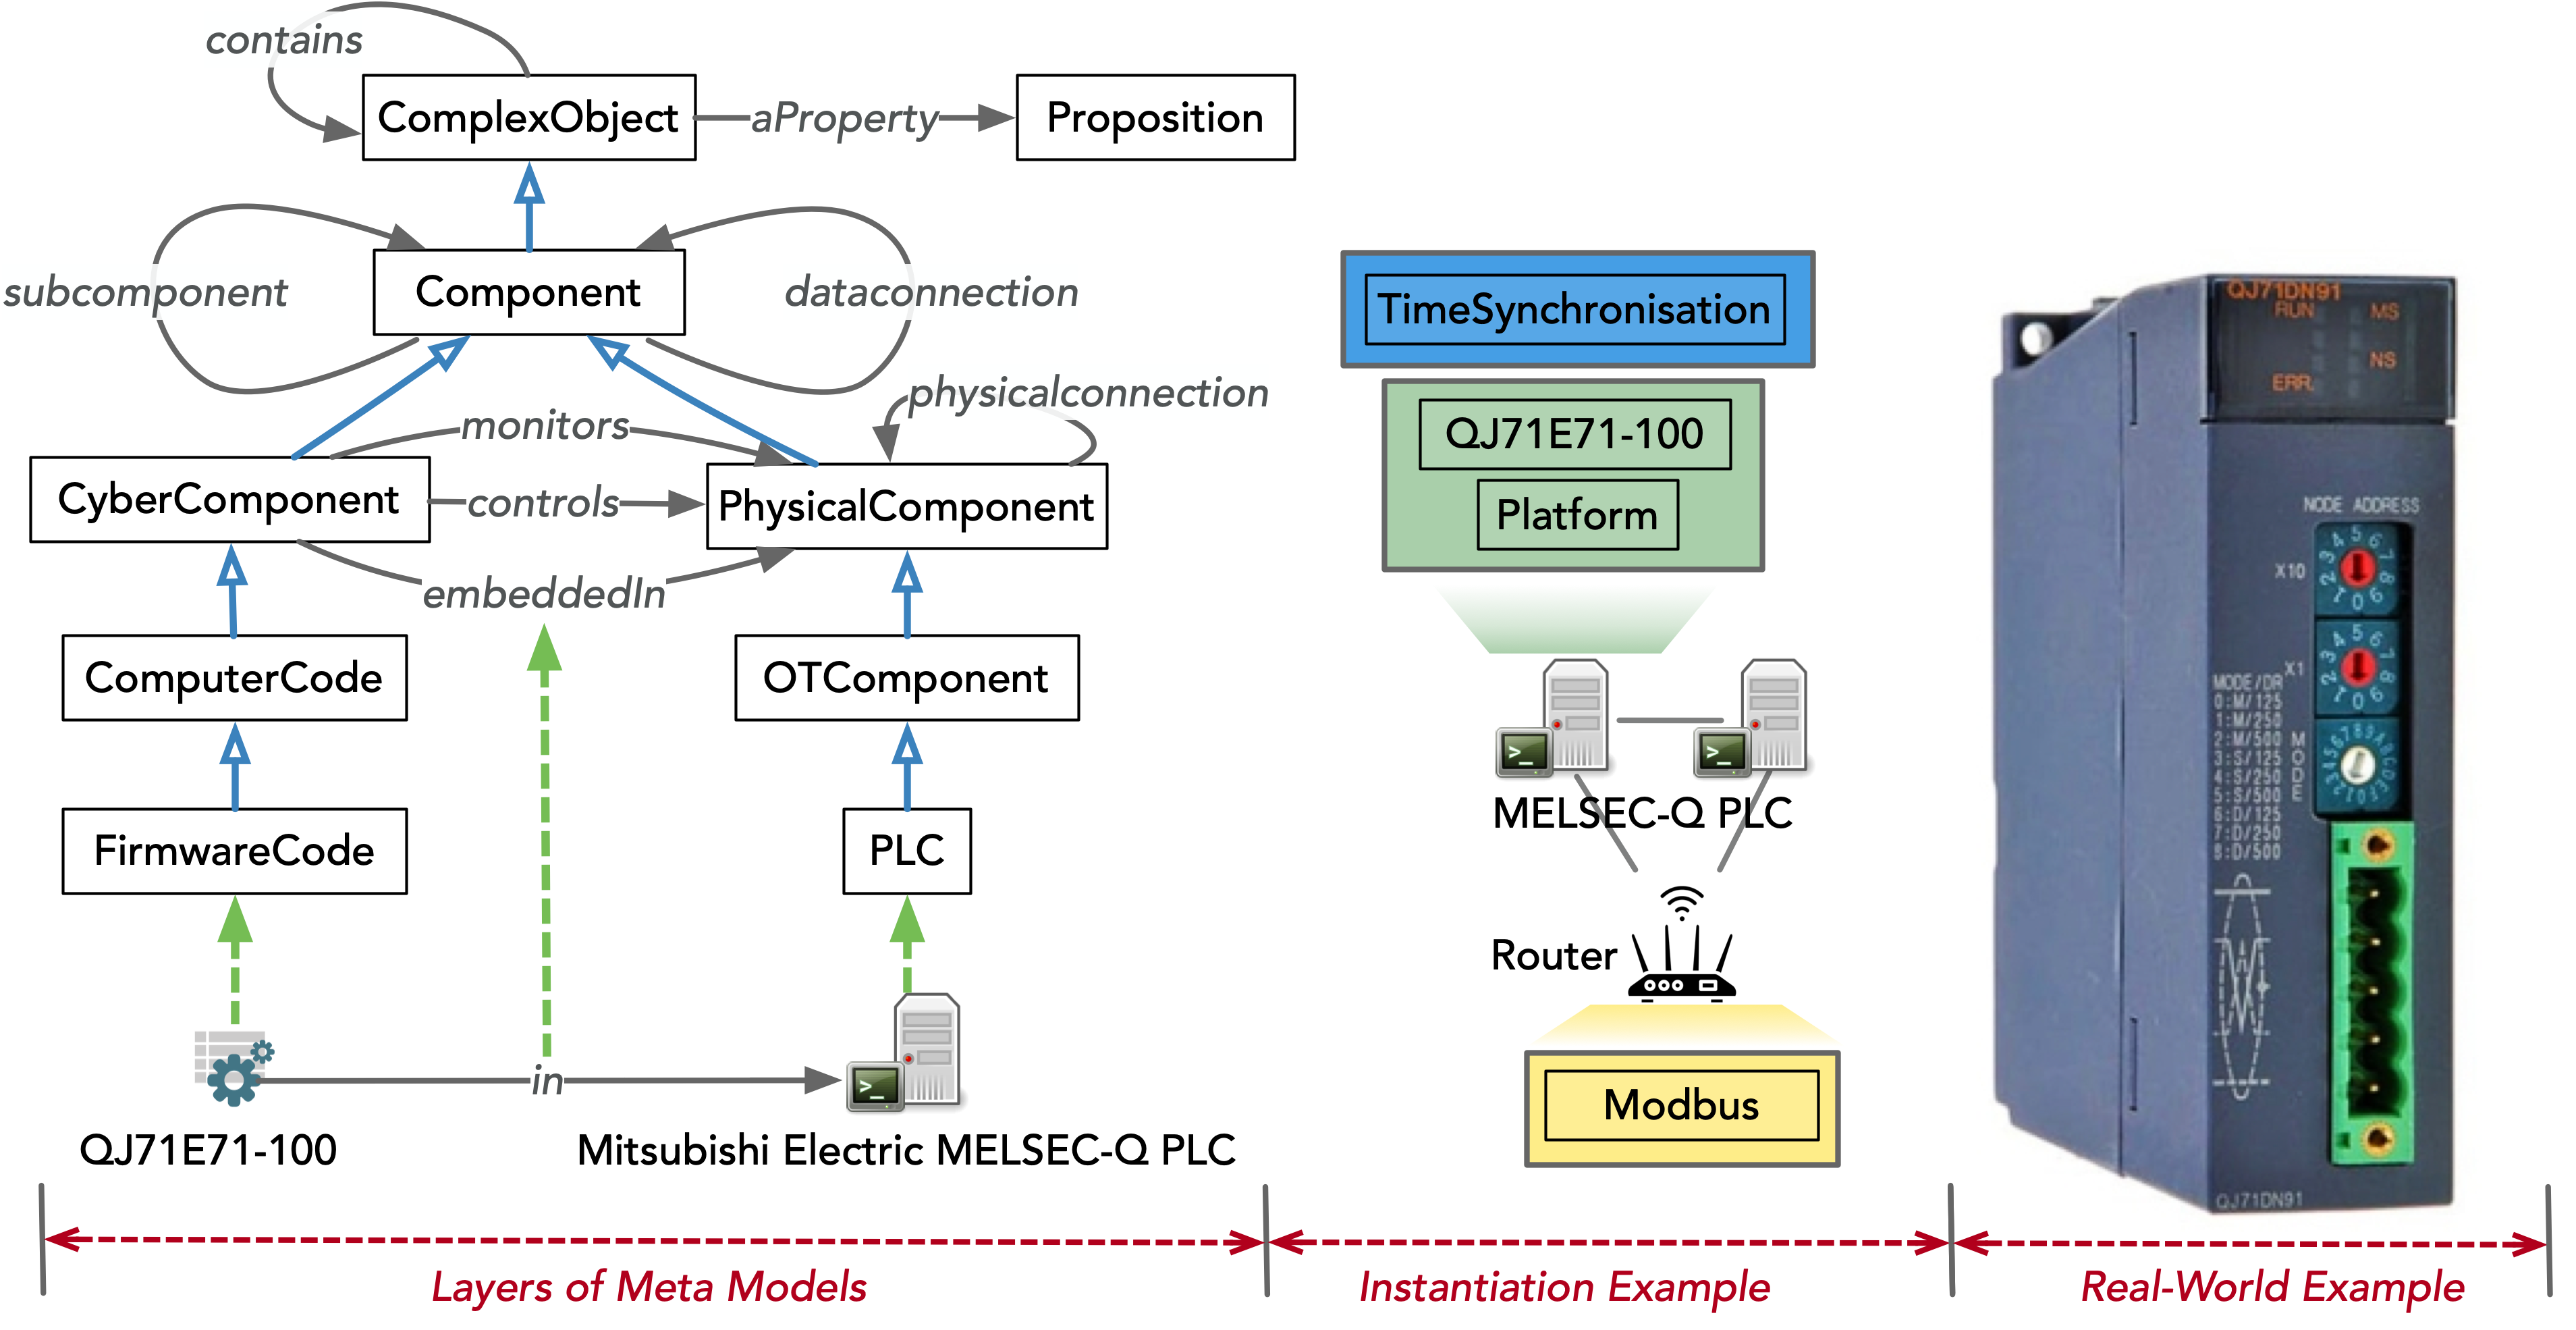 contains
ComplexObject
aProperty
Proposition
subcomponent
Component
dataconnection
monitors
physicalconnection
CyberComponent
controls
PhysicalComponent
embeddedIn
ComputerCode
OTComponent
FirmwareCode
PLC
in
QJ71E71-100
Mitsubishi Electric MELSEC-Q PLC
Layers of Meta Models
TimeSynchronisation
QJ71E71-100
Platform
>_
>_
>_
MELSEC-Q PLC
Router
Modbus
Instantiation Example
QJ71DN91
RUN MS
NS
ERR.
NODE ADDRESS
X10
X1
MODE/DR
0:M/125
1:M/250
2:M/500
3:S/125
4:S/250
5:S/500
6:D/125
7:D/250
8:D/500
MODE
QJ71DN91
Real-World Example